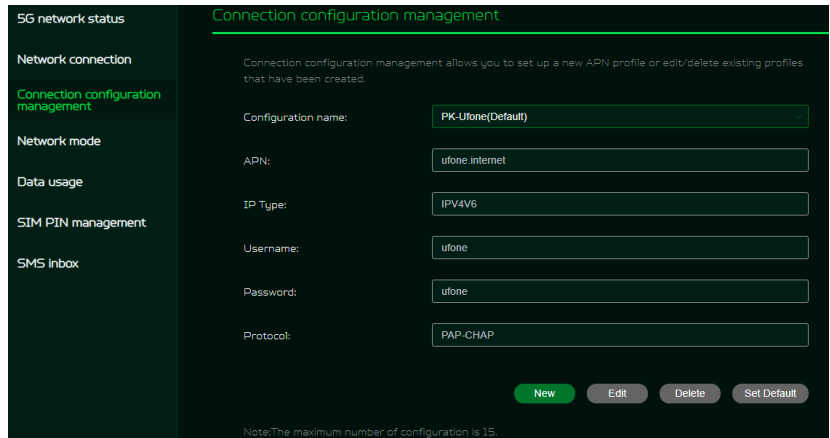 5G network status
Network connection
Connection configuration
management
Network mode
Data usage
SIM PIN management
SMS inbox
Connection configuration management
Connection configuration management allows you to set up a new APN profile or edit/delete existing profiles
that have been created.
Configuration name: PK-Ufone(Default)
APN: ufone.internet
IP Type: IPV4V6
Username: ufone
Password: ufone
Protocol: PAP-CHAP
New Edit Delete Set Default
Note:The maximum number of configuration is 15.